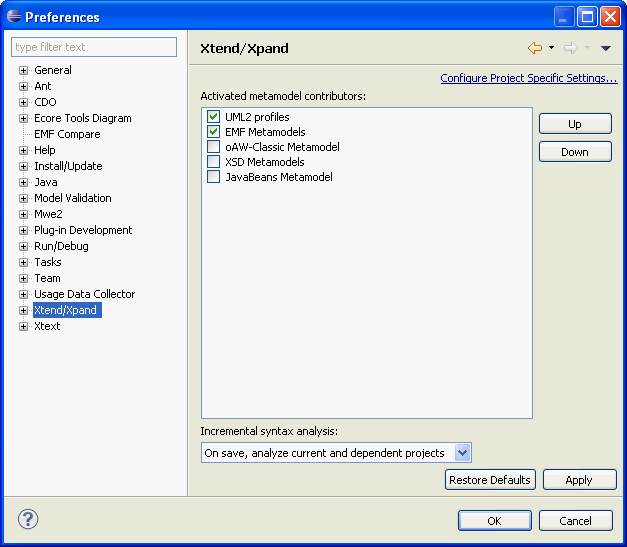 Preferences
type filter text
General
Ant
CDO
Ecore Tools Diagram
EMF Compare
Help
Install/Update
Java
Model Validation
Mwe2
Plug-in Development
Run/Debug
Tasks
Team
Usage Data Collector
Xtend/Xpand
Xtext
Xtend/Xpand
Configure Project Specific Settings...
Activated metamodel contributors:
UML2 profiles
EMF Metamodels
oAW-Classic Metamodel
XSD Metamodels
JavaBeans Metamodel
Up
Down
Incremental syntax analysis:
On save, analyze current and dependent projects
Restore Defaults
Apply
?
OK
Cancel